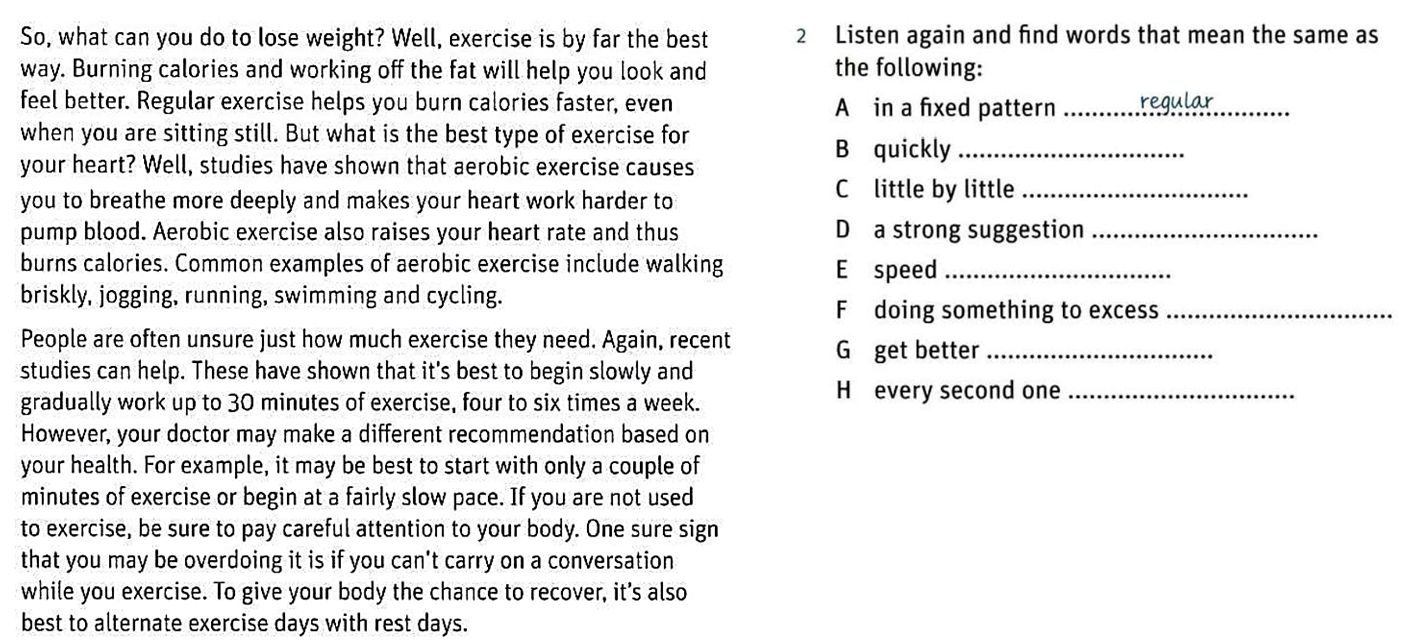 So, what can you do to lose weight? Well, exercise is by far the best
way. Burning calories and working off the fat will help you look and
feel better. Regular exercise helps you burn calories faster, even
when you are sitting still. But what is the best type of exercise for
your heart? Well, studies have shown that aerobic exercise causes
you to breathe more deeply and makes your heart work harder to
pump blood. Aerobic exercise also raises your heart rate and thus
burns calories. Common examples of aerobic exercise include walking
briskly, jogging, running, swimming and cycling.
People are often unsure just how much exercise they need. Again, recent
studies can help. These have shown that it's best to begin slowly and
gradually work up to 30 minutes of exercise, four to six times a week.
However, your doctor may make a different recommendation based on
your health. For example, it may be best to start with only a couple of
minutes of exercise or begin at a fairly slow pace. If you are not used
to exercise, be sure to pay careful attention to your body. One sure sign
that you may be overdoing it is if you can't carry on a conversation
while you exercise. To give your body the chance to recover, it's also
best to alternate exercise days with rest days.
2 Listen again and find words that mean the same as
the following:
A in a fixed pattern ..........regular..........
B quickly ................................
C little by little ................................
D a strong suggestion ................................
E speed ................................
F doing something to excess ................................
G get better ................................
H every second one ................................